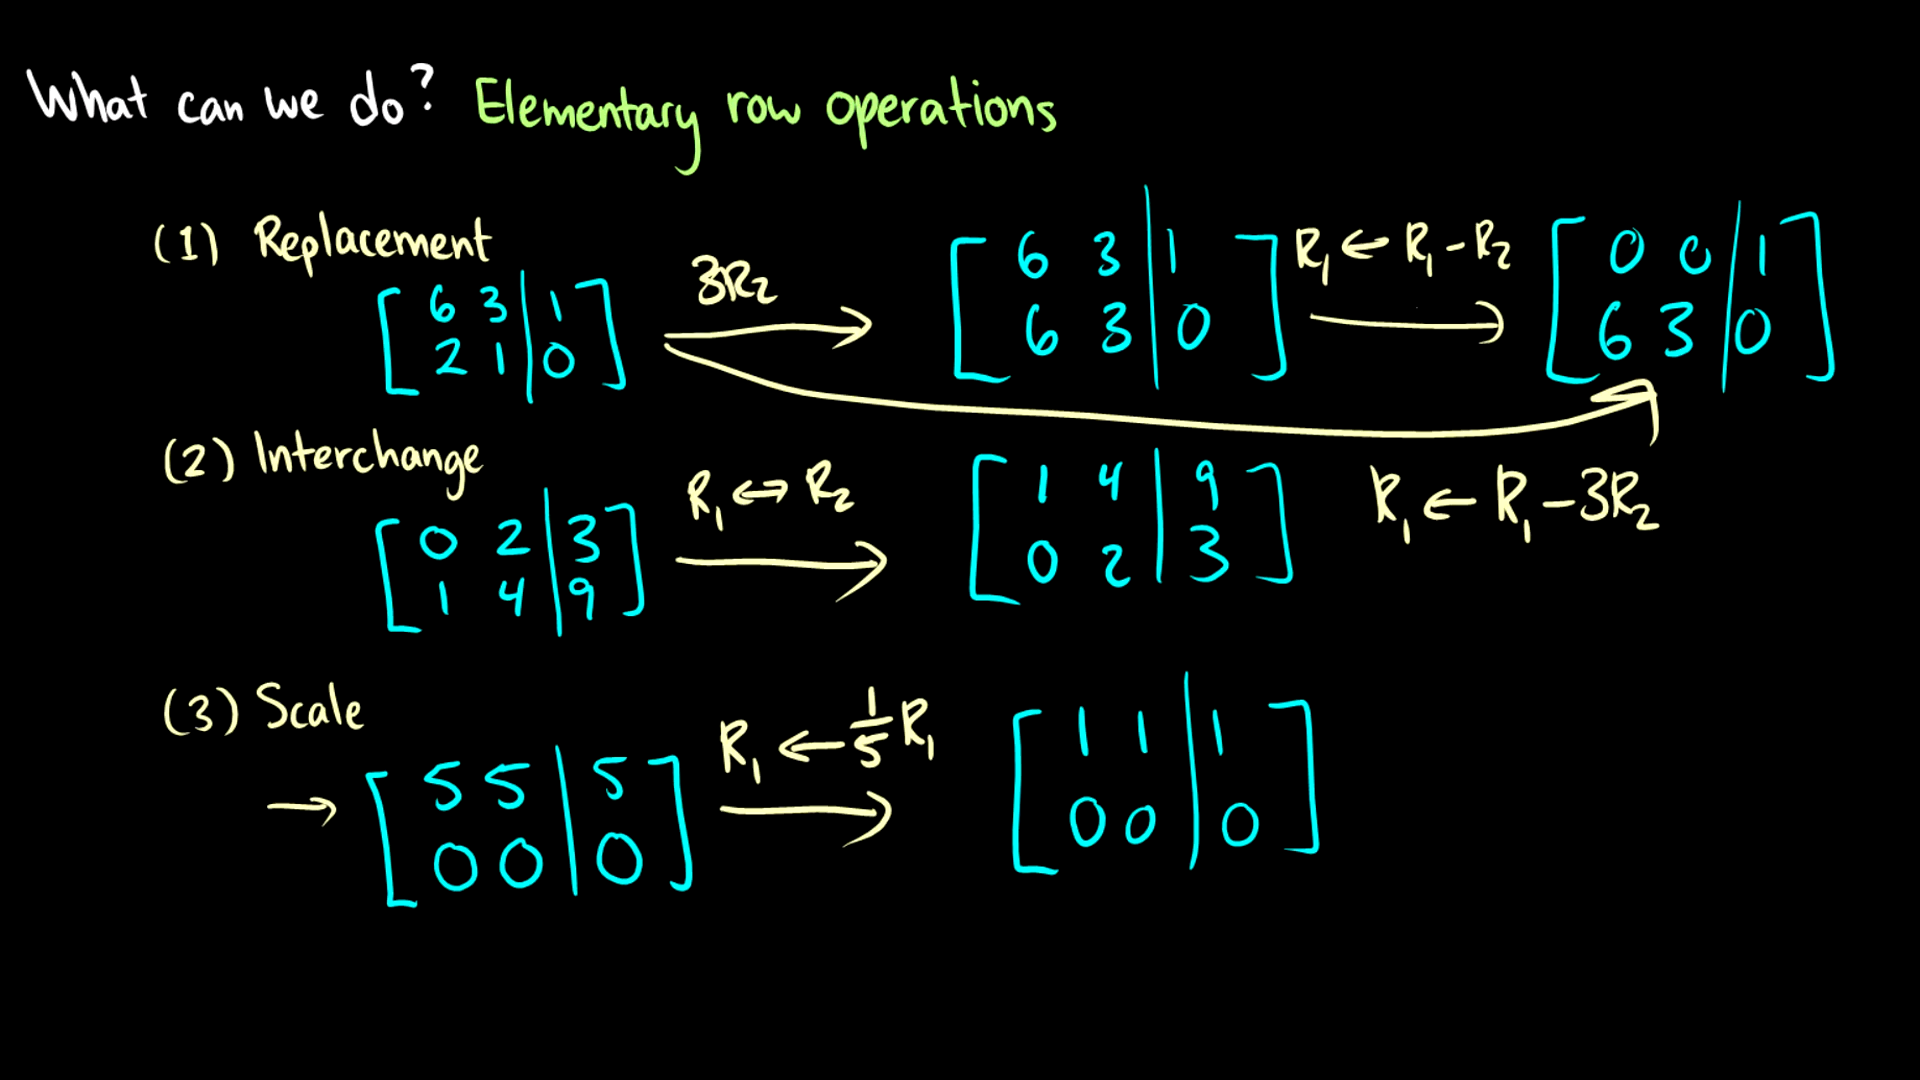 What can we do? Elementary row operations
(1) Replacement
[ 6 3 | 1 ]
[ 2 1 | 0 ]
3R₂
[ 6 3 | 1 ]
[ 6 3 | 0 ]
R₁ ← R₁ - R₂
[ 0 0 | 1 ]
[ 6 3 | 0 ]
R₁ ← R₁ - 3R₂
(2) Interchange
[ 0 2 | 3 ]
[ 1 4 | 9 ]
R₁ ↔ R₂
[ 1 4 | 9 ]
[ 0 2 | 3 ]
(3) Scale
→ [ 5 5 | 5 ]
[ 0 0 | 0 ]
R₁ ← 1/5 R₁
[ 1 1 | 1 ]
[ 0 0 | 0 ]